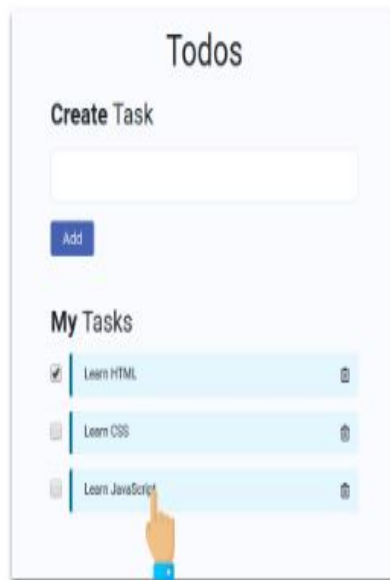 Todos
Create Task
Add
My Tasks
Learn HTML
Learn CSS
Learn JavaScript